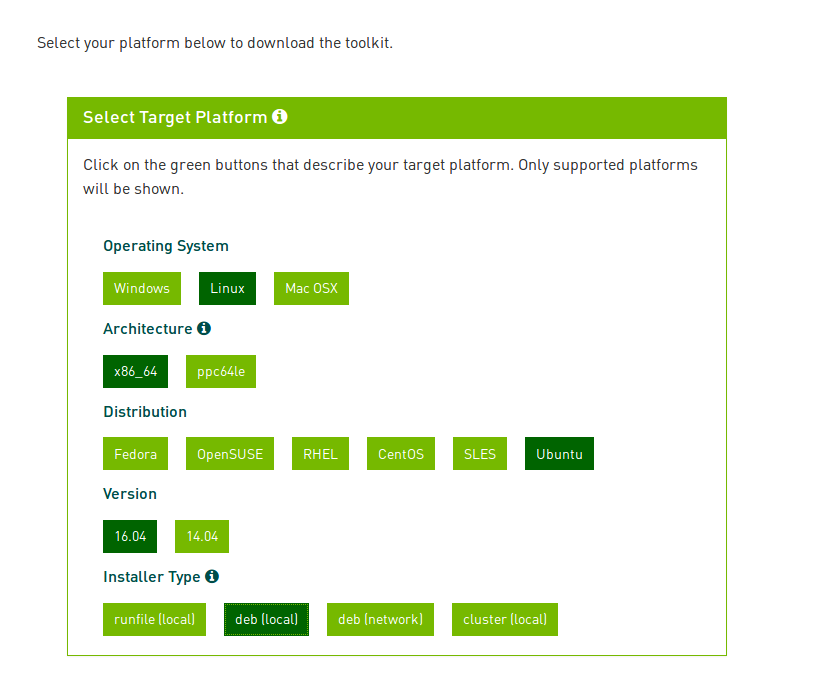 Select your platform below to download the toolkit.
Select Target Platform
Click on the green buttons that describe your target platform. Only supported platforms
will be shown.
Operating System
Windows Linux Mac OSX
Architecture
x86_64 ppc64le
Distribution
Fedora OpenSUSE RHEL CentOS SLES Ubuntu
Version
16.04 14.04
Installer Type
runfile (local) deb (local) deb (network) cluster (local)